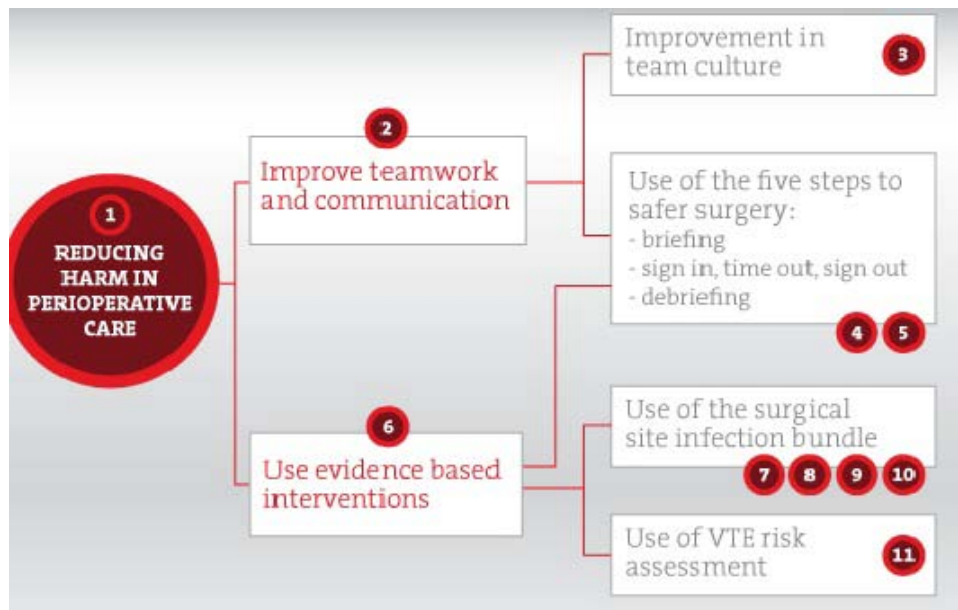 1
REDUCING
HARM IN
PERIOPERATIVE
CARE
2
Improve teamwork
and communication
Improvement in
team culture
3
Use of the five steps to
safer surgery:
- briefing
- sign in, time out, sign out
- debriefing
4 5
6
Use evidence based
interventions
Use of the surgical
site infection bundle
7 8 9 10
Use of VTE risk
assessment
11